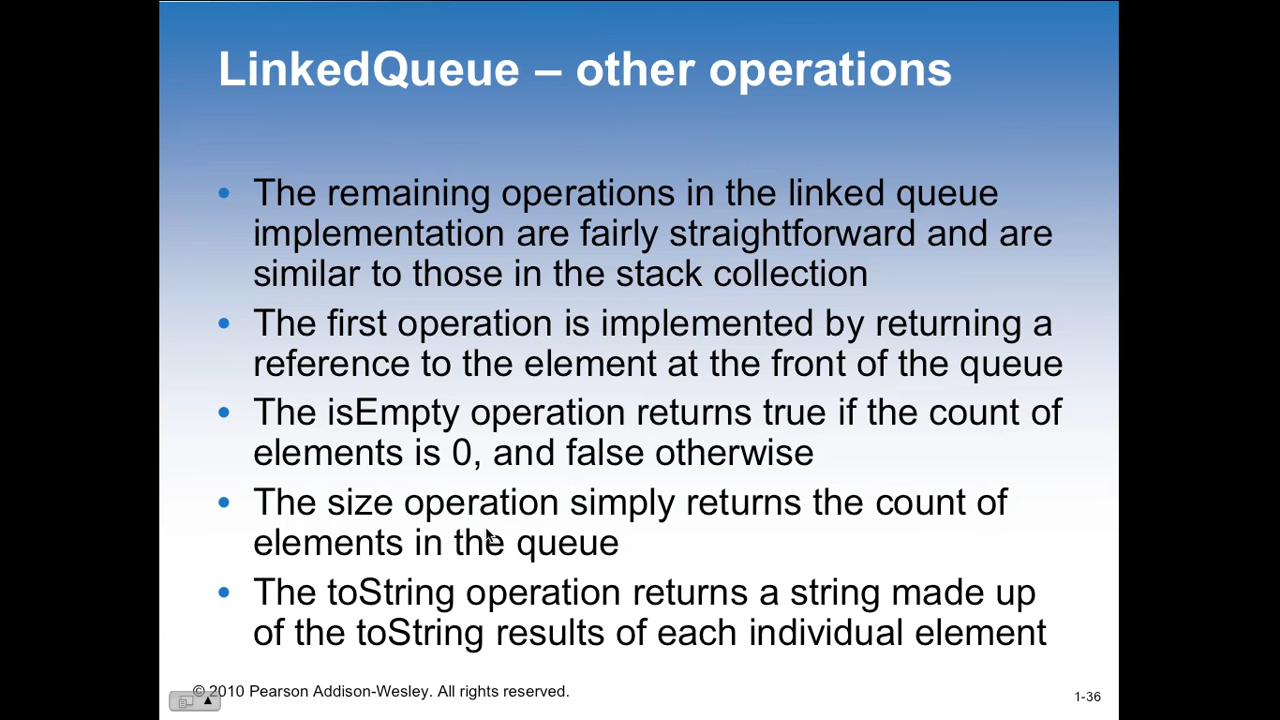 LinkedQueue – other operations
• The remaining operations in the linked queue
implementation are fairly straightforward and are
similar to those in the stack collection
• The first operation is implemented by returning a
reference to the element at the front of the queue
• The isEmpty operation returns true if the count of
elements is 0, and false otherwise
• The size operation simply returns the count of
elements in the queue
• The toString operation returns a string made up
of the toString results of each individual element
© 2010 Pearson Addison-Wesley. All rights reserved.
1-36